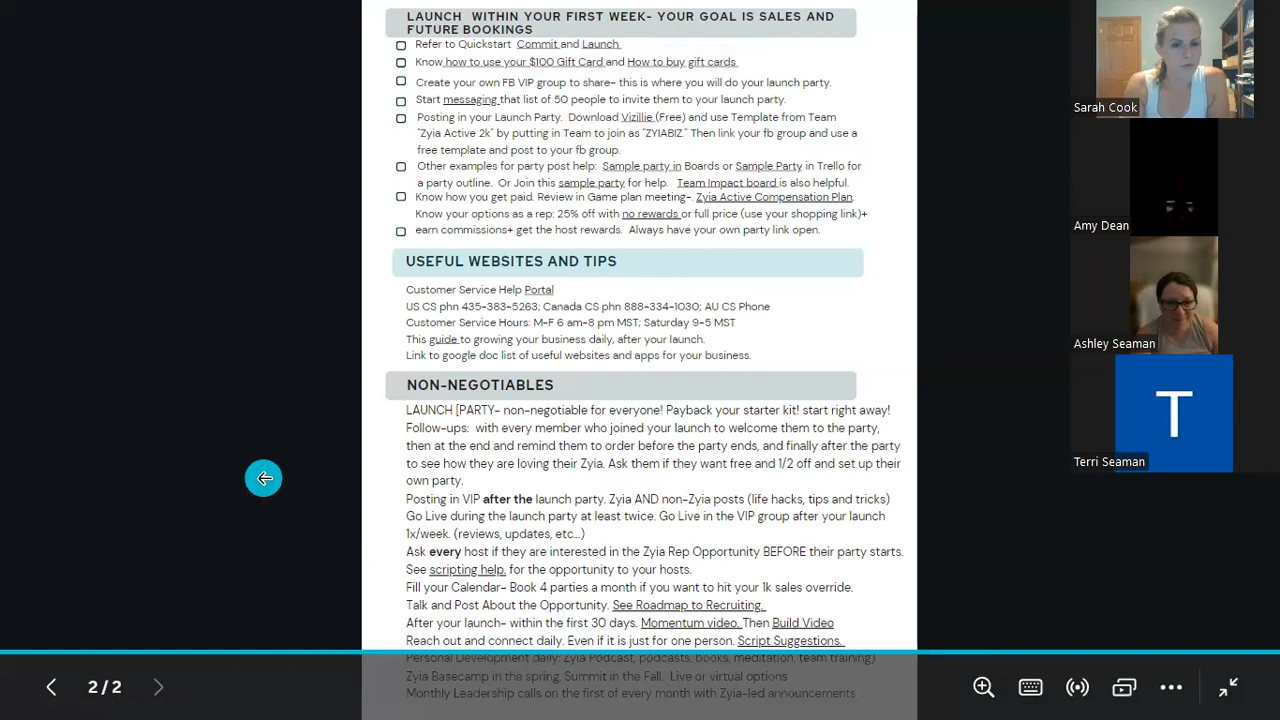 LAUNCH WITHIN YOUR FIRST WEEK- YOUR GOAL IS SALES AND
FUTURE BOOKINGS
Refer to Quickstart Commit and Launch
Know how to use your $100 Gift Card and How to buy gift cards
Create your own FB VIP group to share- this is where you will do your launch party.
Start messaging that list of 50 people to invite them to your launch party.
Posting in your Launch Party. Download Vizillie (Free) and use Template from Team
"Zyia Active 2k" by putting in Team to join as "ZYIABIZ." Then link your fb group and use a
free template and post to your fb group.
Other examples for party post help: Sample party in Boards or Sample Party in Trello for
a party outline. Or Join this sample party for help. Team Impact board is also helpful.
Know how you get paid. Review in Game plan meeting-. Zyia Active Compensation Plan.
Know your options as a rep: 25% off with no rewards or full price (use your shopping link)+
earn commissions+ get the host rewards. Always have your own party link open.
USEFUL WEBSITES AND TIPS
Customer Service Help Portal
US CS phn 435-383-5263; Canada CS phn 888-334-1030; AU CS Phone
Customer Service Hours: M-F 6 am-8 pm MST; Saturday 9-5 MST
This guide to growing your business daily, after your launch.
Link to google doc list of useful websites and apps for your business.
NON-NEGOTIABLES
LAUNCH [PARTY- non-negotiable for everyone! Payback your starter kit! start right away!
Follow-ups: with every member who joined your launch to welcome them to the party,
then at the end and remind them to order before the party ends, and finally after the party
to see how they are loving their Zyia. Ask them if they want free and 1/2 off and set up their
own party.
Posting in VIP after the launch party. Zyia AND non-Zyia posts (life hacks, tips and tricks)
Go Live during the launch party at least twice. Go Live in the VIP group after your launch
1x/week. (reviews, updates, etc...)
Ask every host if they are interested in the Zyia Rep Opportunity BEFORE their party starts.
See scripting help. for the opportunity to your hosts.
Fill your Calendar- Book 4 parties a month if you want to hit your 1k sales override.
Talk and Post About the Opportunity. See Roadmap to Recruiting.
After your launch- within the first 30 days. Momentum video. Then Build Video
Reach out and connect daily. Even if it is just for one person. Script Suggestions.
Personal Development daily: Zyia Podcast, podcasts, books, meditation, team training)
Zyia Basecamp in the spring. Summit in the Fall. Live or virtual options
Monthly Leadership calls on the first of every month with Zyia-led announcements
2/2
Sarah Cook
Amy Dean
Ashley Seaman
T
Terri Seaman